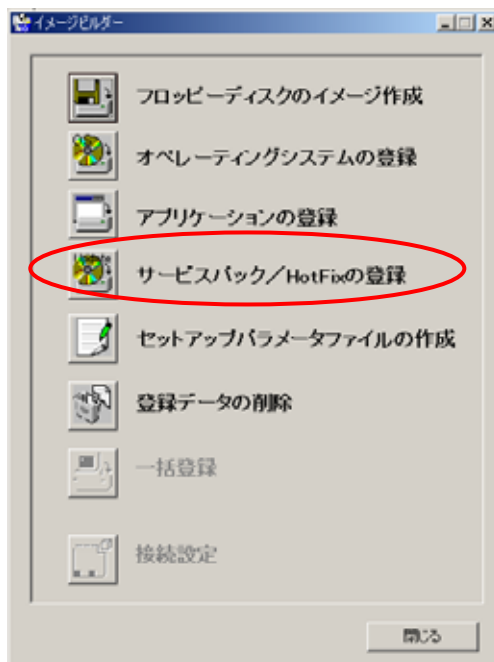 イメージビルダー
フロッピーディスクのイメージ作成
オペレーティングシステムの登録
アプリケーションの登録
サービスパック／HotFixの登録
セットアップパラメータファイルの作成
登録データの削除
一括登録
接続設定
閉じる